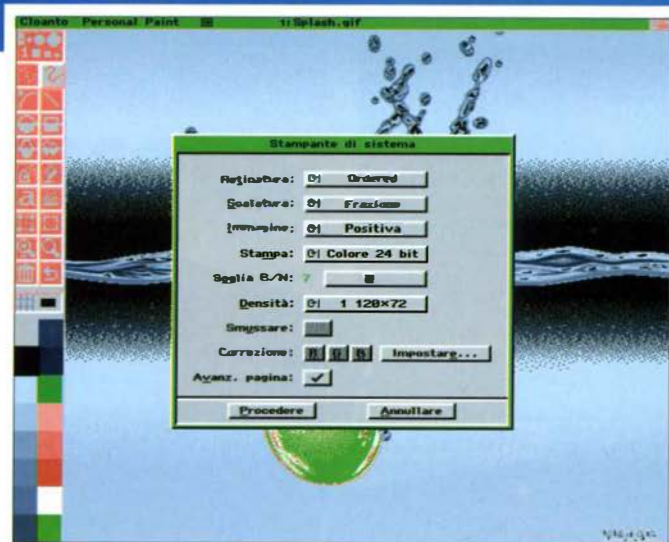 Cloanto Personal Paint 1:Splash.gif
Stampante di sistema
Retinatura: Ordered
Scalatura: Frazione
Immagine: Positiva
Stampa: Colore 24 bit
Soglia B/N: 7
Densità: 1 120x72
Smussare:
Correzione: R G B Impostare...
Avanz. pagina:
Procedere Annullare